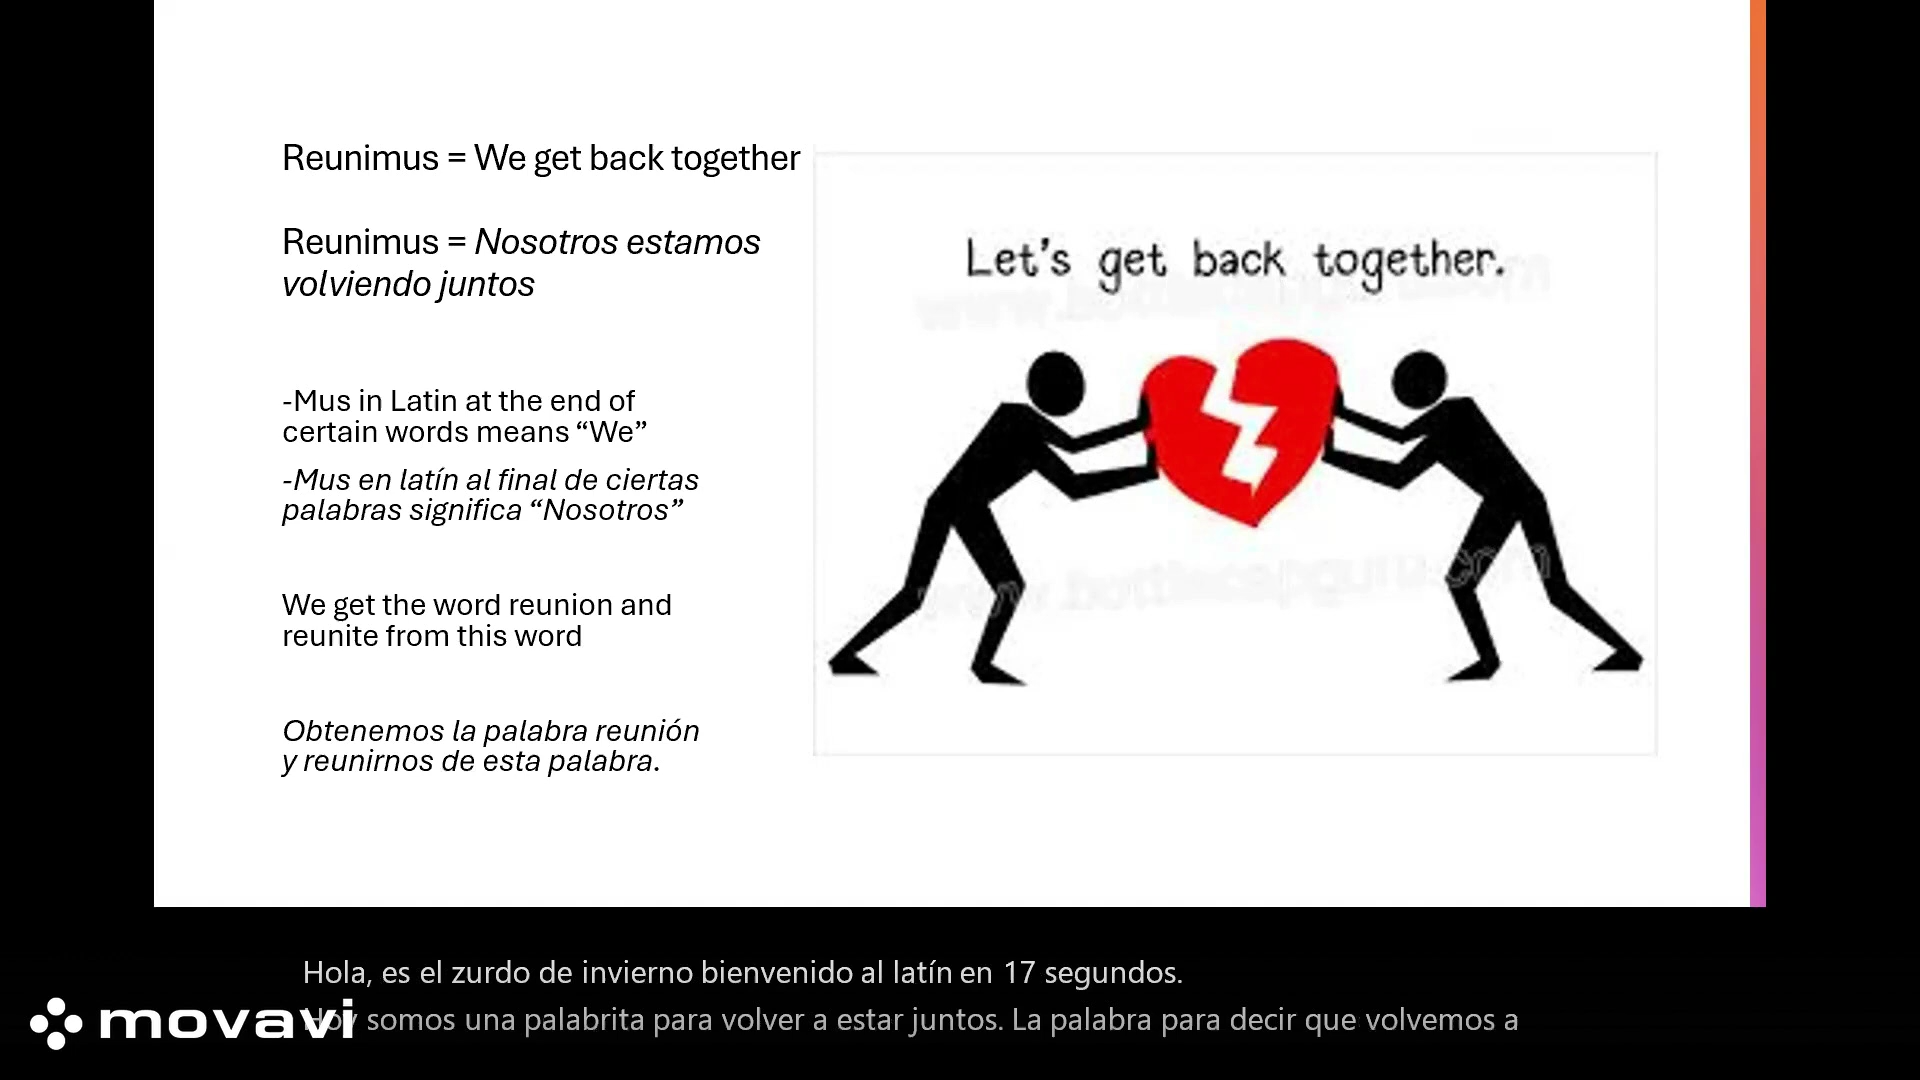 Reunimus = We get back together
Reunimus = Nosotros estamos
volviendo juntos
-Mus in Latin at the end of
certain words means “We”
-Mus en latín al final de ciertas
palabras significa “Nosotros”
We get the word reunion and
reunite from this word
Obtenemos la palabra reunión
y reunirnos de esta palabra.
Let's get back together.
Hola, es el zurdo de invierno bienvenido al latín en 17 segundos.
somos una palabrita para volver a estar juntos. La palabra para decir que volvemos a
movavi